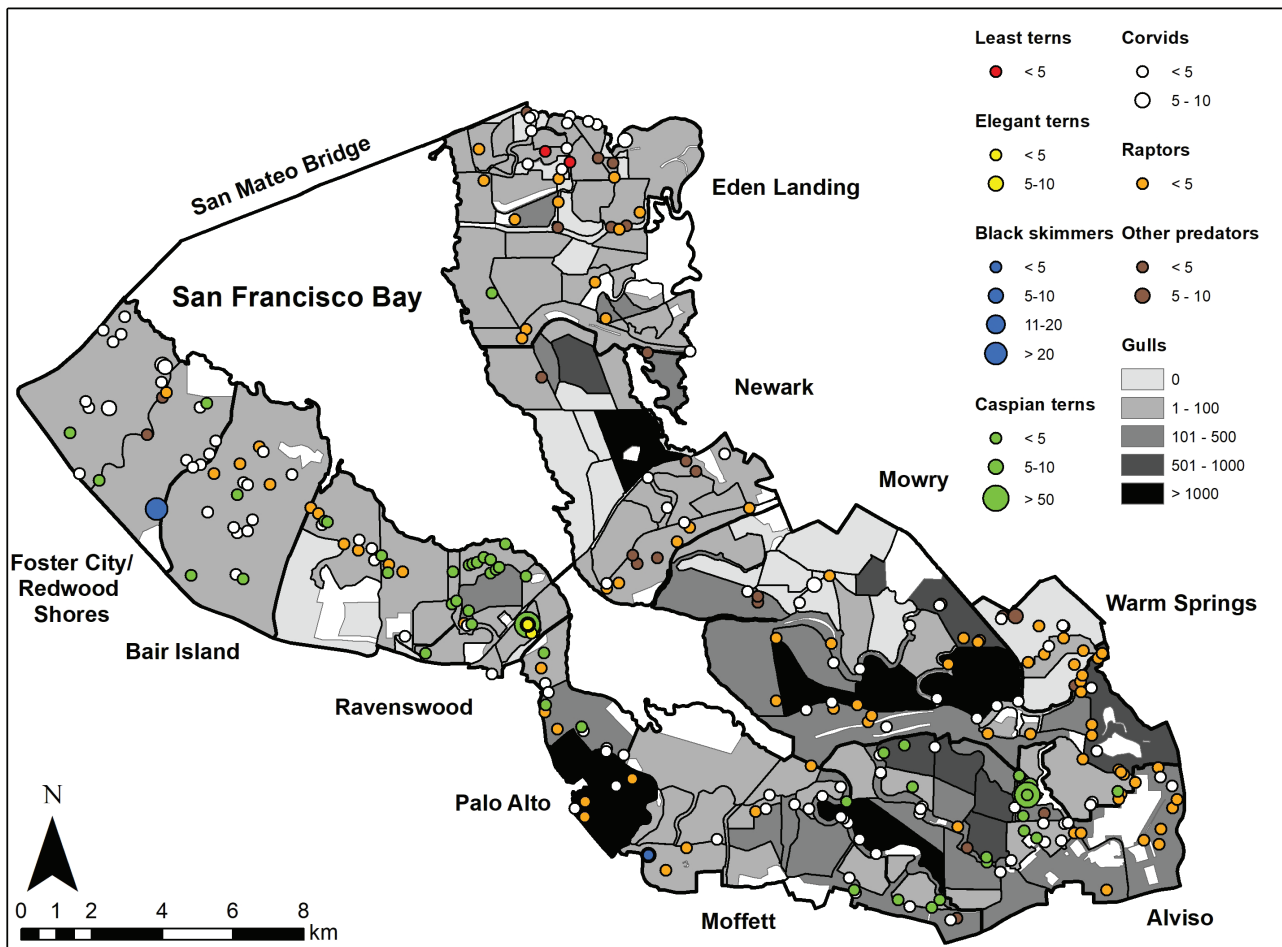 Least terns
< 5
Elegant terns
< 5
5-10
Black skimmers
< 5
5-10
11-20
> 20
Caspian terns
< 5
5-10
> 50
Corvids
< 5
5 - 10
Raptors
< 5
Other predators
< 5
5 - 10
Gulls
0
1 - 100
101 - 500
501 - 1000
> 1000
San Mateo Bridge
Eden Landing
San Francisco Bay
Newark
Mowry
Foster City/
Redwood
Shores
Warm Springs
Bair Island
Ravenswood
Palo Alto
Moffett
Alviso
N
0 1 2 4 6 8
km